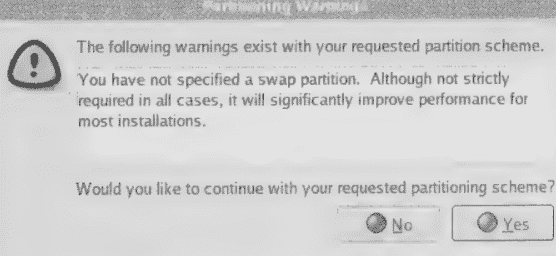 Partitioning Warnings
The following warnings exist with your requested partition scheme.
You have not specified a swap partition. Although not strictly
required in all cases, it will significantly improve performance for
most installations.
Would you like to continue with your requested partitioning scheme?
No
Yes